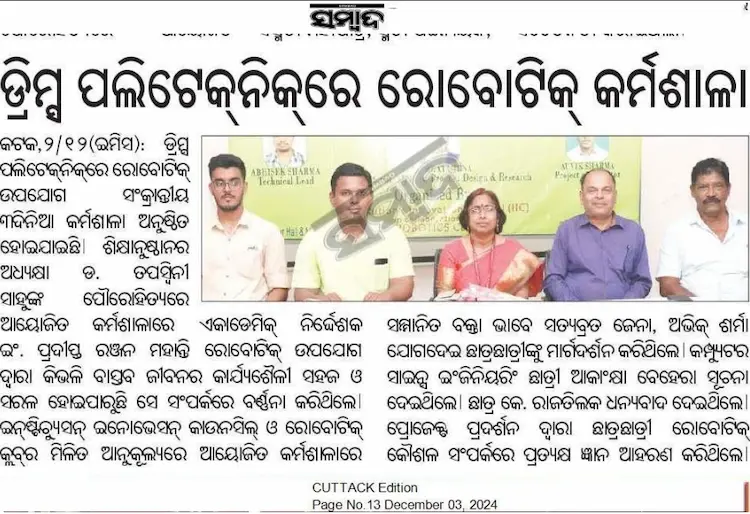 ସମ୍ବାଦ
ଡ୍ରିମ୍ସ ପଲିଟେକ୍‌ନିକ୍‌ରେ ରୋବୋଟିକ୍ କର୍ମଶାଳା
କଟକ,୨/୧୨(ଇମିସ): ଡ୍ରିମ୍ସ
ପଲିଟେକ୍‌ନିକ୍‌ରେ ରୋବୋଟିକ୍
ଉପଯୋଗ ସଂକ୍ରାନ୍ତୀୟ
୩ଦିନିଆ କର୍ମଶାଳା ଅନୁଷ୍ଠିତ
ହୋଇଯାଇଛି। ଶିକ୍ଷାନୁଷ୍ଠାନର
ଅଧ୍ୟକ୍ଷା ଡ. ତପସ୍ୱିନୀ
ସାହୁଙ୍କ ପୌରୋହିତ୍ୟରେ
ଆୟୋଜିତ କର୍ମଶାଳାରେ ଏକାଡେମିକ୍ ନିର୍ଦ୍ଦେଶକ
ଇଂ. ପ୍ରଦୀପ୍ତ ରଞ୍ଜନ ମହାନ୍ତି ରୋବୋଟିକ୍ ଉପଯୋଗ
ଦ୍ୱାରା କିଭଳି ବାସ୍ତବ ଜୀବନର କାର୍ଯ୍ୟଶୈଳୀ ସହଜ ଓ
ସରଳ ହୋଇପାରୁଛି ସେ ସଂପର୍କରେ ବର୍ଣ୍ଣନା କରିଥିଲେ।
ଇନ୍‌ଷ୍ଟିଚ୍ୟୁସନ୍ ଇନୋଭେସନ୍ କାଉନସିଲ୍ ଓ ରୋବୋଟିକ୍
କ୍ଲବ୍‌ର ମିଳିତ ଆନୁକୂଲ୍ୟରେ ଆୟୋଜିତ କର୍ମଶାଳାରେ
ABHISEK SHARMA
Technical Lead
Design & Research
AUVEK SHARMA
Project
Organised
(IIC)
ROBOTICS
ସମ୍ବାଦ
ସମ୍ମାନିତ ବକ୍ତା ଭାବେ ସତ୍ୟବ୍ରତ ଜେନା, ଅଭିକ୍ ଶର୍ମା
ଯୋଗଦେଇ ଛାତ୍ରଛାତ୍ରୀଙ୍କୁ ମାର୍ଗଦର୍ଶନ କରିଥିଲେ। କମ୍ପ୍ୟୁଟର
ସାଇନ୍ସ ଇଂଜିନିୟରିଂ ଛାତ୍ରୀ ଆକାଂକ୍ଷା ବେହେରା ସୂଚନା
ଦେଇଥିଲେ। ଛାତ୍ର କେ. ରାଜତିଲକ ଧନ୍ୟବାଦ ଦେଇଥିଲେ।
ପ୍ରୋଜେକ୍ଟ ପ୍ରଦର୍ଶନ ଦ୍ୱାରା ଛାତ୍ରଛାତ୍ରୀ ରୋବୋଟିକ୍
କୌଶଳ ସଂପର୍କରେ ପ୍ରତ୍ୟକ୍ଷ ଜ୍ଞାନ ଆହରଣ କରିଥିଲେ।
CUTTACK Edition
Page No.13 December 03, 2024